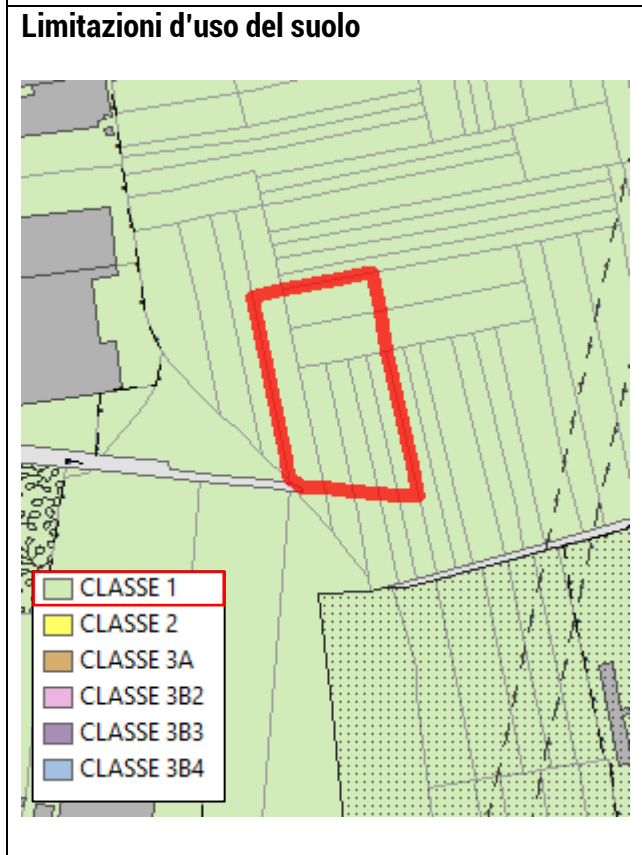 Limitazioni d'uso del suolo
CLASSE 1
CLASSE 2
CLASSE 3A
CLASSE 3B2
CLASSE 3B3
CLASSE 3B4